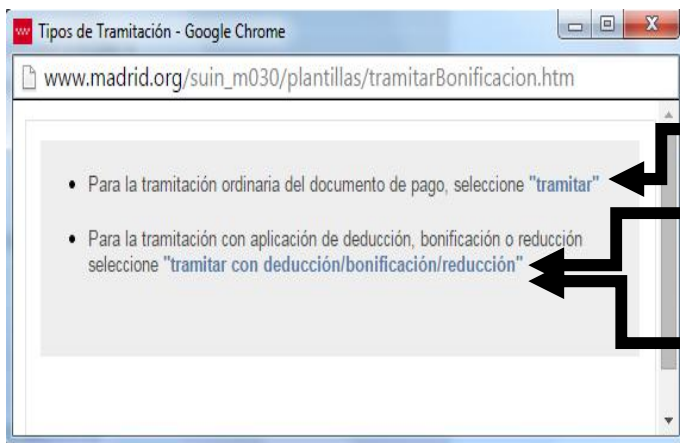 Tipos de Tramitación - Google Chrome
www.madrid.org/suin_m030/plantillas/tramitarBonificacion.htm
• Para la tramitación ordinaria del documento de pago, seleccione "tramitar"
• Para la tramitación con aplicación de deducción, bonificación o reducción
seleccione "tramitar con deducción/bonificación/reducción"